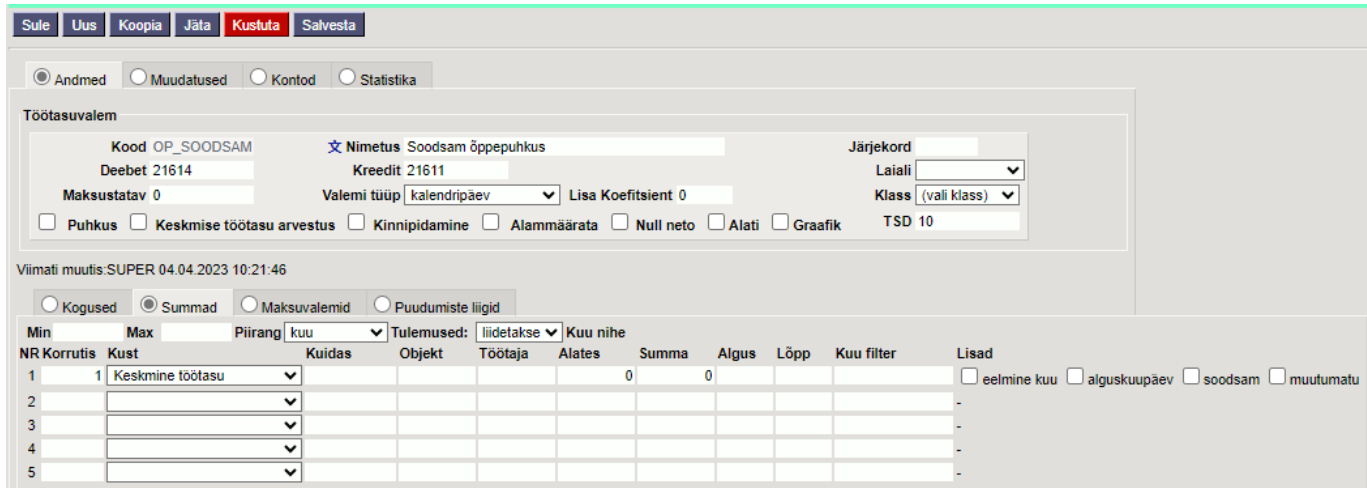 Sule Uus Koopia Jäta Kustuta Salvesta
Andmed Muudatused Kontod Statistika
Töötasuvalem
Kood OP_SOODSAM 文 Nimetus Soodsam õppepuhkus Järjekord
Deebet 21614 Kreedit 21611 Laiali
Maksustatav 0 Valemi tüüp kalendripäev Lisa Koefitsient 0 Klass (vali klass)
Puhkus Keskmise töötasu arvestus Kinnipidamine Alammäärata Null neto Alati Graafik TSD 10
Viimati muutis:SUPER 04.04.2023 10:21:46
Kogused Summad Maksuvalemid Puudumiste liigid
Min Max Piirang kuu Tulemused: liidetakse Kuu nihe
NR Korrutis Kust Kuidas Objekt Töötaja Alates Summa Algus Lõpp Kuu filter Lisad
1 1 Keskmine töötasu 0 0 eelmine kuu alguskuupäev soodsam muutumatu
2 -
3 -
4 -
5 -